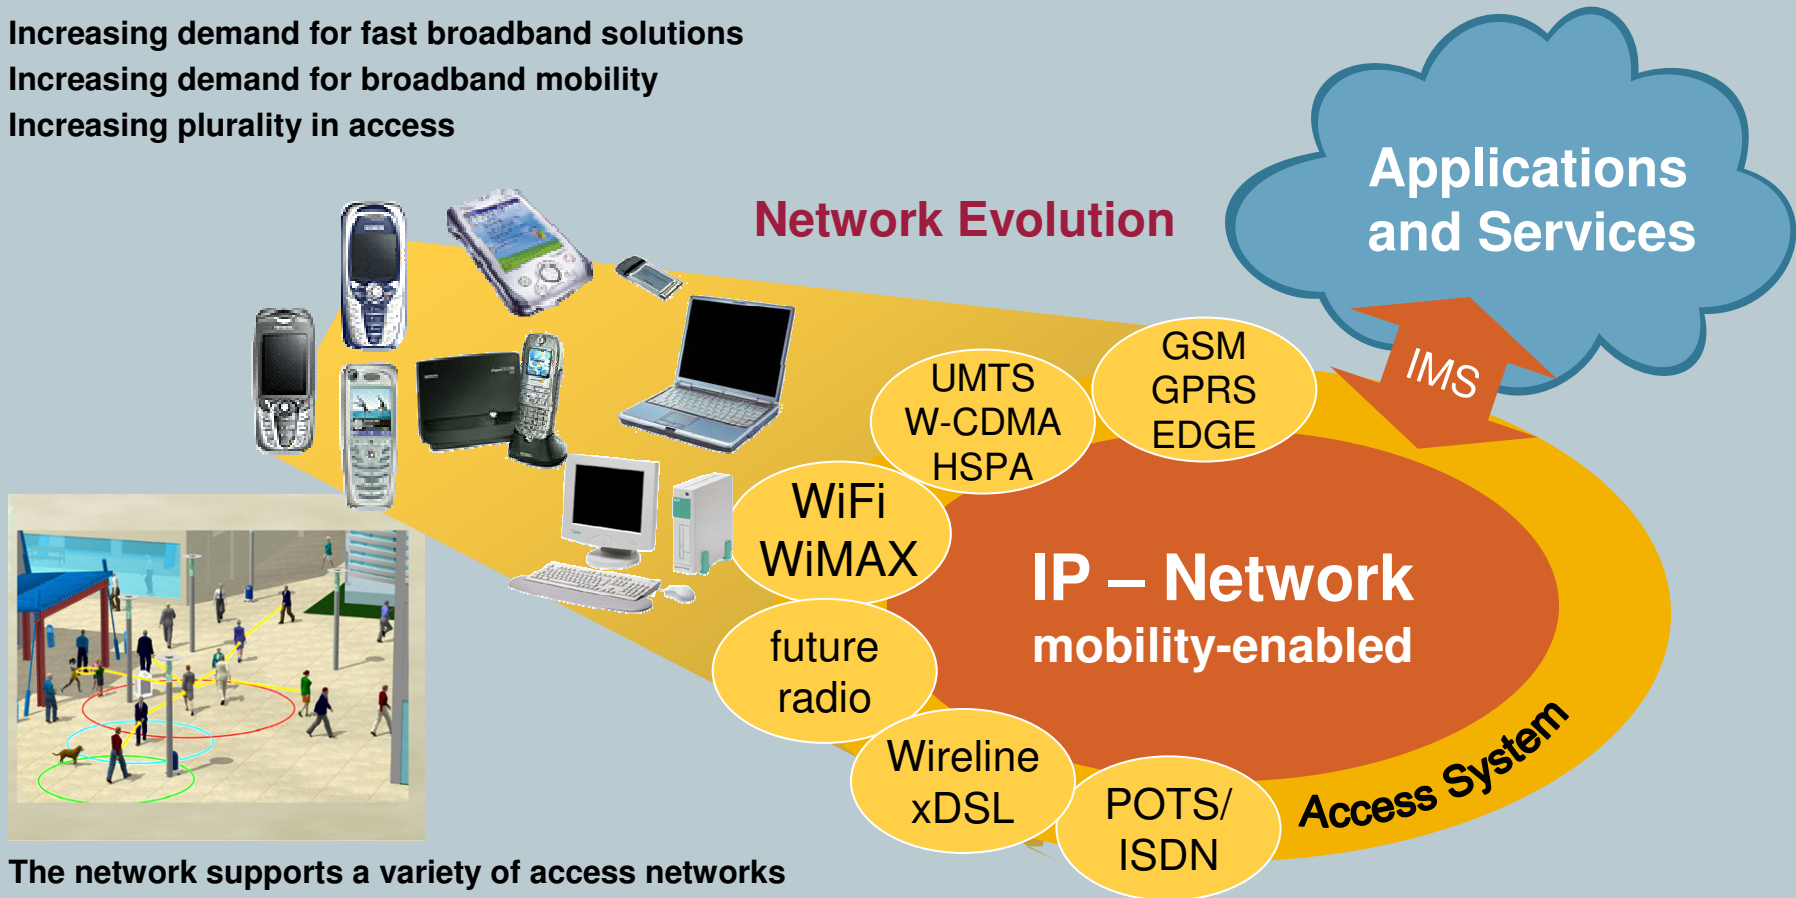 Increasing demand for fast broadband solutions
Increasing demand for broadband mobility
Increasing plurality in access
Network Evolution
Applications
and Services
IMS
GSM
GPRS
EDGE
UMTS
W-CDMA
HSPA
WiFi
WiMAX
IP – Network
mobility-enabled
future
radio
Wireline
xDSL
POTS/
ISDN
Access System
The network supports a variety of access networks